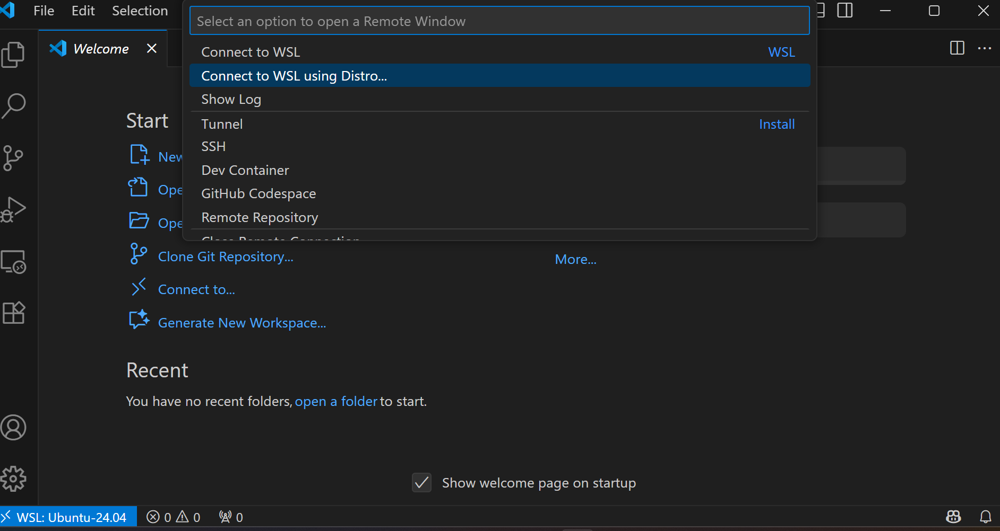 File Edit Selection
Select an option to open a Remote Window
Connect to WSL WSL
Connect to WSL using Distro...
Show Log
Tunnel Install
SSH
Dev Container
GitHub Codespace
Remote Repository
Close Remote Connection
Welcome
Start
New
Ope
Ope
Clone Git Repository...
Connect to...
Generate New Workspace...
More...
Recent
You have no recent folders, open a folder to start.
Show welcome page on startup
WSL: Ubuntu-24.04 0 0 0